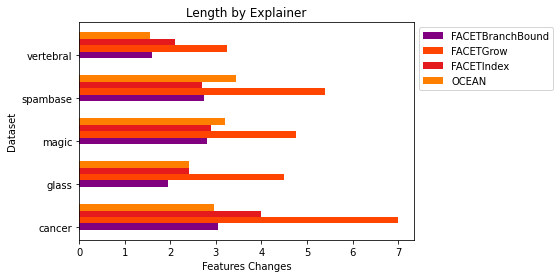 Length by Explainer
FACETBranchBound
FACETGrow
FACETIndex
OCEAN
Dataset
vertebral
spambase
magic
glass
cancer
0 1 2 3 4 5 6 7
Features Changes